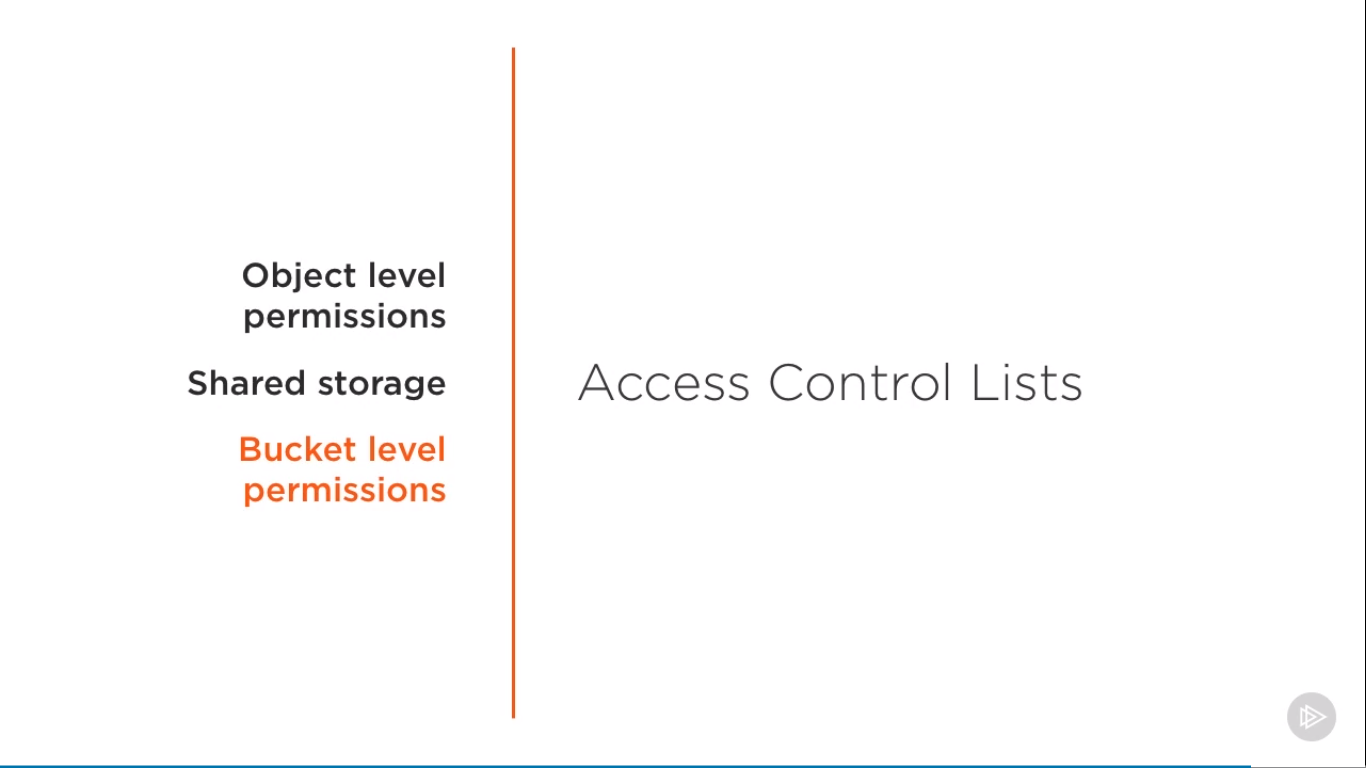 Object level
permissions
Shared storage
Bucket level
permissions
Access Control Lists